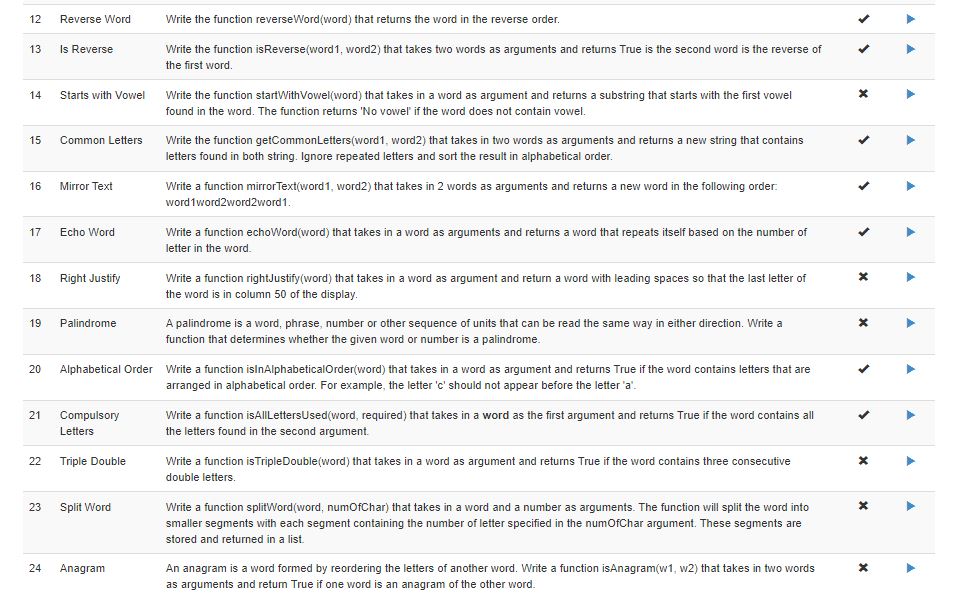 12 Reverse Word Write the function reverseWord(word) that returns the word in the reverse order.
13 Is Reverse Write the function isReverse(word1, word2) that takes two words as arguments and returns True is the second word is the reverse of
the first word.
14 Starts with Vowel Write the function startWithVowel(word) that takes in a word as argument and returns a substring that starts with the first vowel
found in the word. The function returns 'No vowel' if the word does not contain vowel.
15 Common Letters Write the function getCommonLetters(word1, word2) that takes in two words as arguments and returns a new string that contains
letters found in both string. Ignore repeated letters and sort the result in alphabetical order.
16 Mirror Text Write a function mirrorText(word1, word2) that takes in 2 words as arguments and returns a new word in the following order:
word1word2word2word1.
17 Echo Word Write a function echoWord(word) that takes in a word as arguments and returns a word that repeats itself based on the number of
letter in the word.
18 Right Justify Write a function rightJustify(word) that takes in a word as argument and return a word with leading spaces so that the last letter of
the word is in column 50 of the display.
19 Palindrome A palindrome is a word, phrase, number or other sequence of units that can be read the same way in either direction. Write a
function that determines whether the given word or number is a palindrome.
20 Alphabetical Order Write a function isInAlphabeticalOrder(word) that takes in a word as argument and returns True if the word contains letters that are
arranged in alphabetical order. For example, the letter 'c' should not appear before the letter 'a'.
21 Compulsory Write a function isAllLettersUsed(word, required) that takes in a word as the first argument and returns True if the word contains all
Letters the letters found in the second argument.
22 Triple Double Write a function isTripleDouble(word) that takes in a word as argument and returns True if the word contains three consecutive
double letters.
23 Split Word Write a function splitWord(word, numOfChar) that takes in a word and a number as arguments. The function will split the word into
smaller segments with each segment containing the number of letter specified in the numOfChar argument. These segments are
stored and returned in a list.
24 Anagram An anagram is a word formed by reordering the letters of another word. Write a function isAnagram(w1, w2) that takes in two words
as arguments and return True if one word is an anagram of the other word.